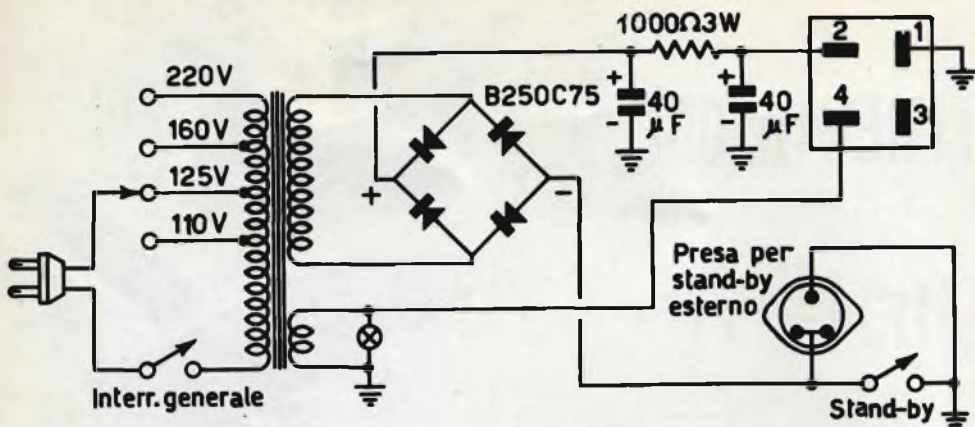 1000Ω3W
2
1
4
3
220V
160V
125V
110V
B250C75
+
40
-
µF
+
40
-
µF
+
-
Presa per
stand-by
esterno
Interr.generale
Stand-by